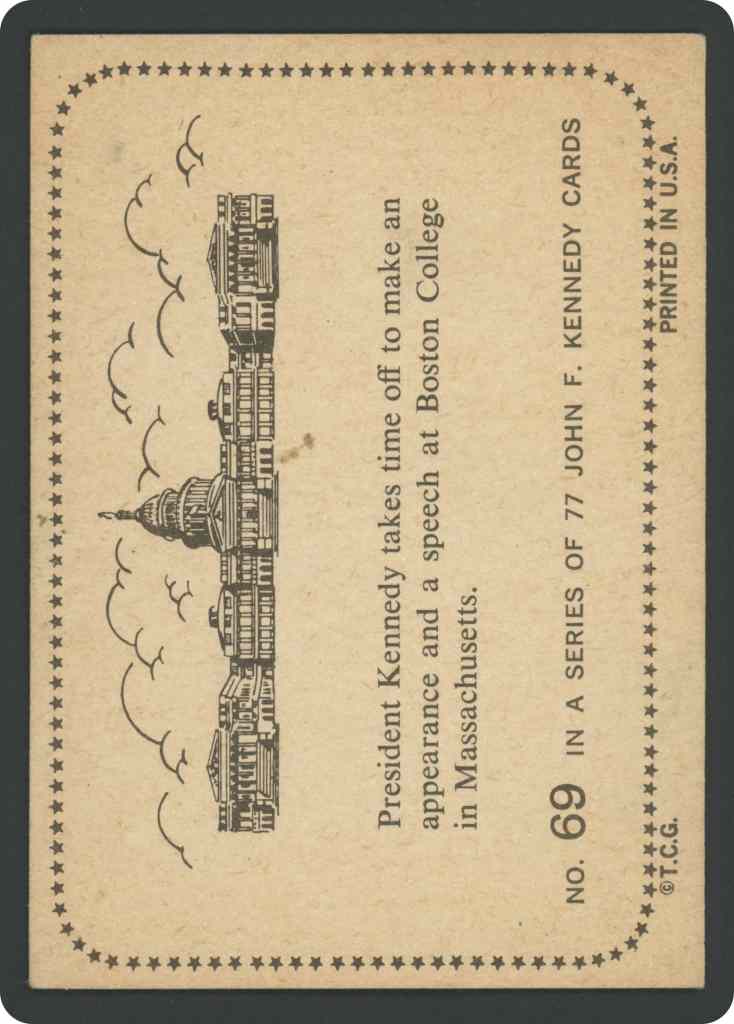 President Kennedy takes time off to make an
appearance and a speech at Boston College
in Massachusetts.
NO. 69 IN A SERIES OF 77 JOHN F. KENNEDY CARDS
©T.C.G.
PRINTED IN U.S.A.